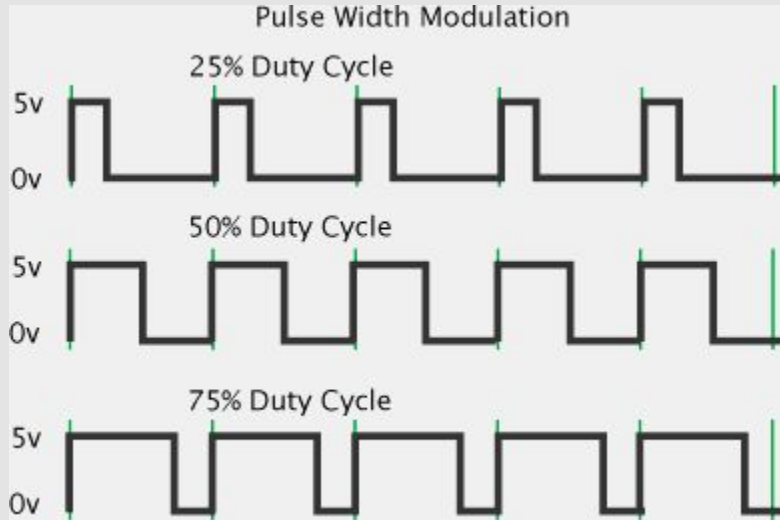 Pulse Width Modulation
25% Duty Cycle
5v
0v
50% Duty Cycle
5v
0v
75% Duty Cycle
5v
0v